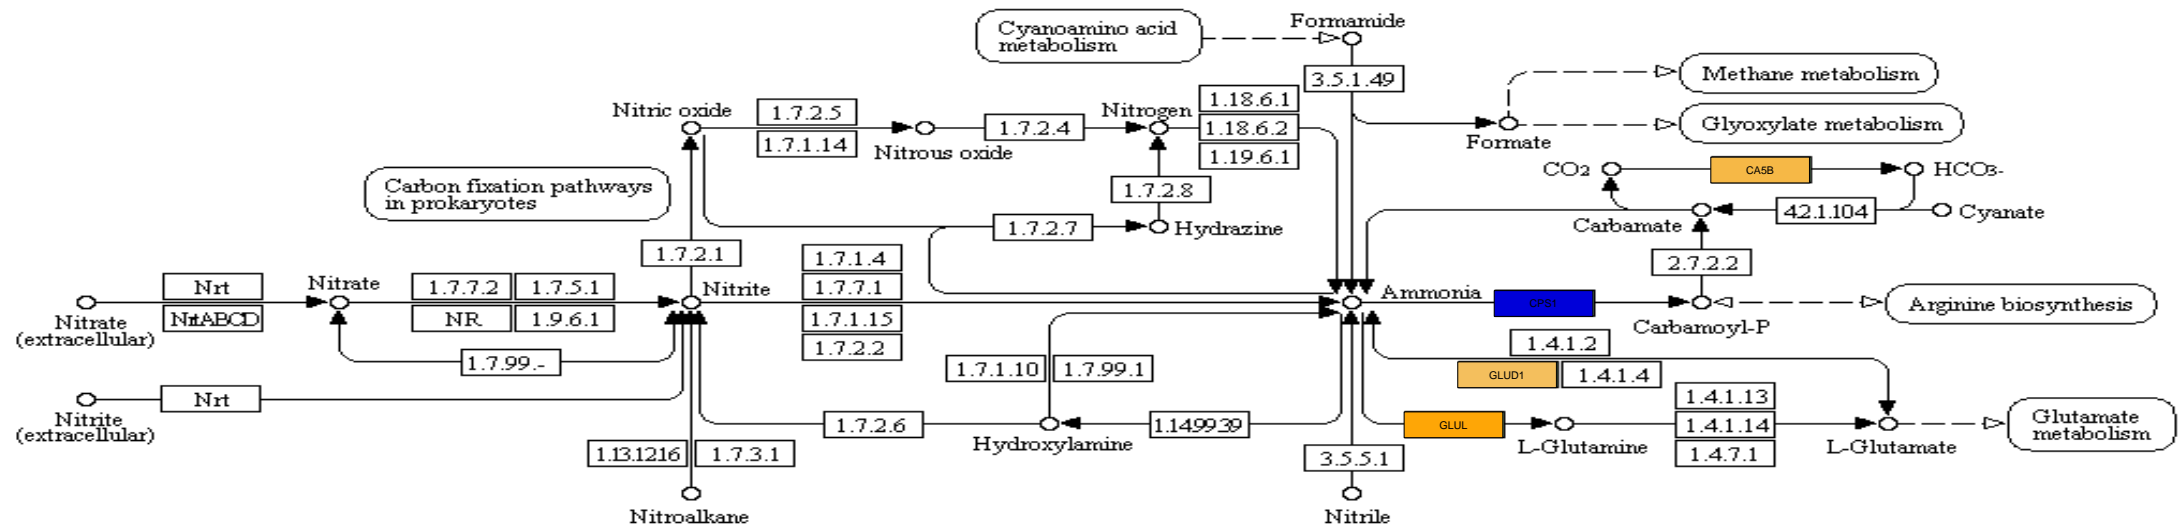 Cyanoamino acid
metabolism
Formamide
3.5.1.49
Methane metabolism
Glyoxylate metabolism
Formate
Nitric oxide
1.7.2.5
1.7.1.14
Nitrous oxide
1.7.2.4
Nitrogen
1.18.6.1
1.18.6.2
1.19.6.1
CO2
CA5B
HCO3-
Carbon fixation pathways
in prokaryotes
1.7.2.8
1.7.2.7
Hydrazine
Carbamate
4.2.1.104
Cyanate
1.7.2.1
2.7.2.2
Nrt
NrtABCD
Nitrate
(extracellular)
Nitrate
1.7.7.2
1.7.5.1
NR
1.9.6.1
Nitrite
1.7.1.4
1.7.7.1
1.7.1.15
1.7.2.2
Ammonia
CPS1
Carbamoyl-P
Arginine biosynthesis
1.7.99.-
1.7.1.10
1.7.99.1
1.4.1.2
GLUD1
1.4.1.4
Nrt
Nitrite
(extracellular)
1.7.2.6
Hydroxylamine
1.14.99.39
GLUL
L-Glutamine
1.4.1.13
1.4.1.14
1.4.7.1
L-Glutamate
Glutamate
metabolism
1.13.12.16
1.7.3.1
3.5.5.1
Nitroalkane
Nitrile